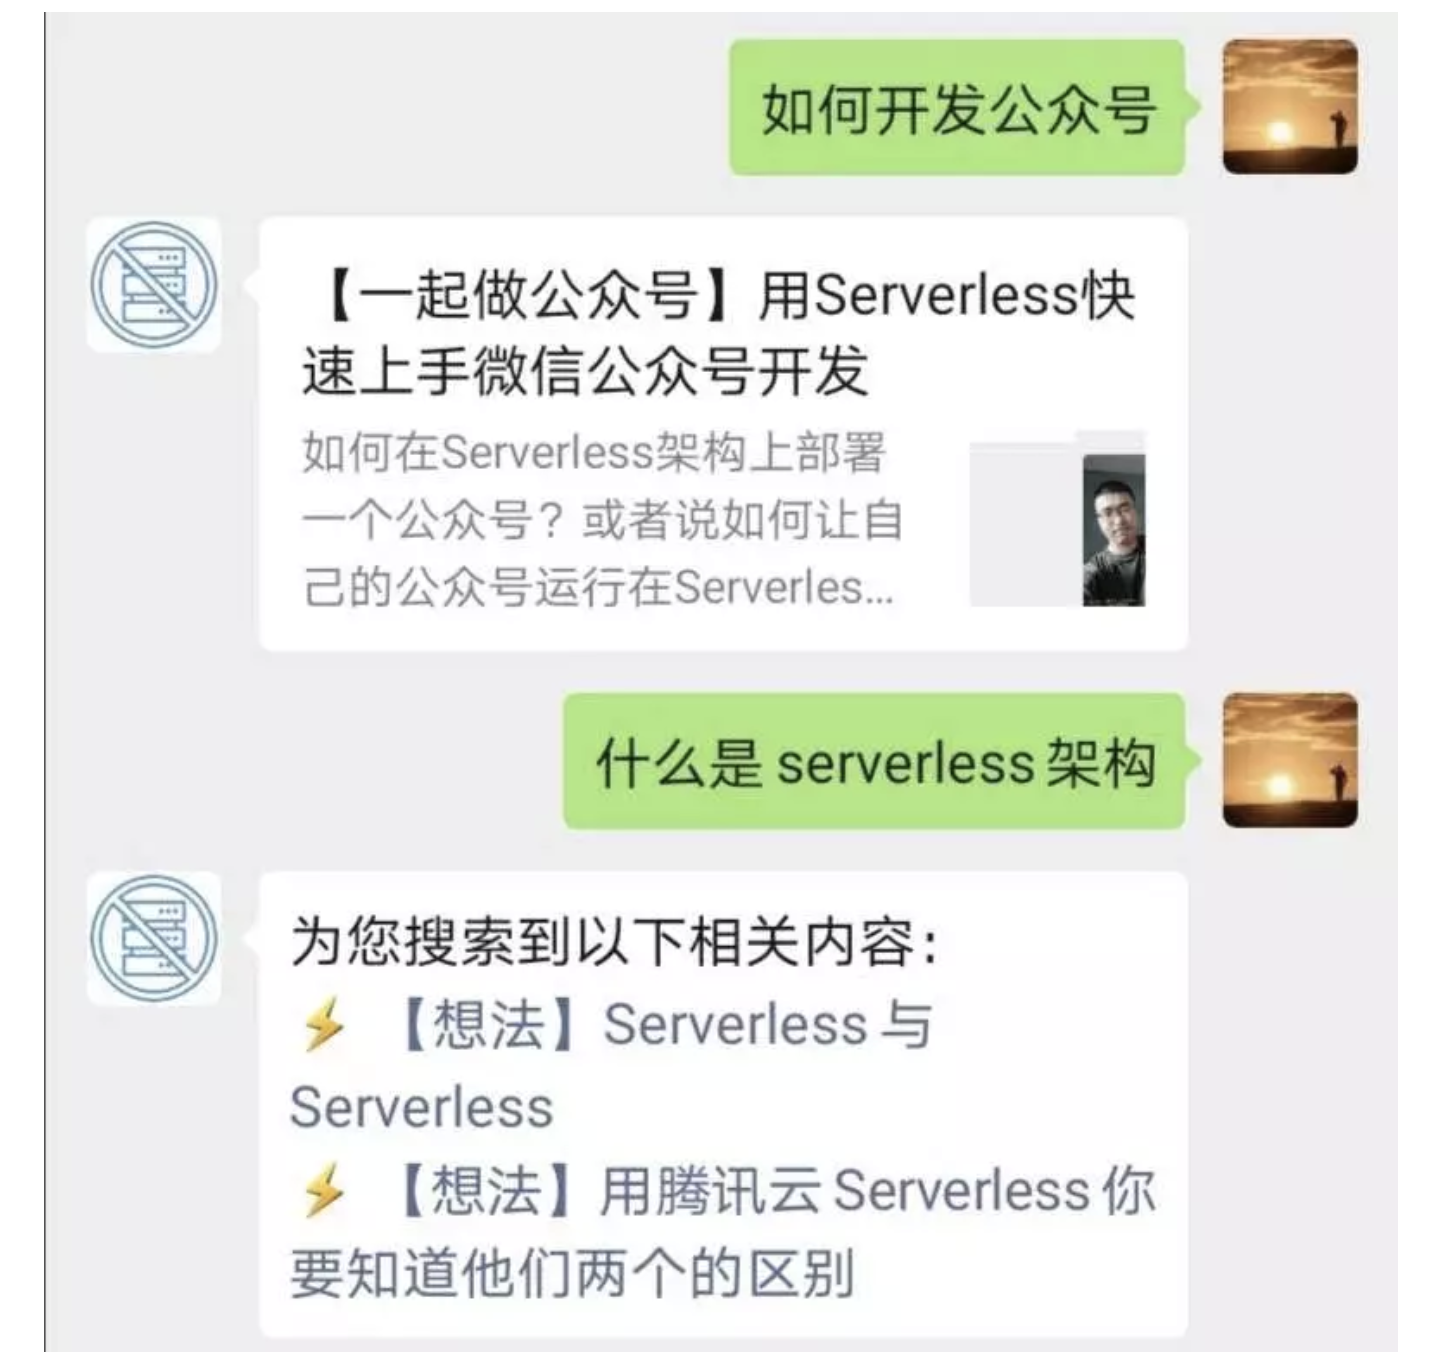 如何开发公众号
【一起做公众号】用Serverless快
速上手微信公众号开发
如何在Serverless架构上部署
一个公众号？或者说如何让自
己的公众号运行在Serverles...
什么是 serverless 架构
为您搜索到以下相关内容：
⚡ 【想法】Serverless 与
Serverless
⚡ 【想法】用腾讯云 Serverless 你
要知道他们两个的区别